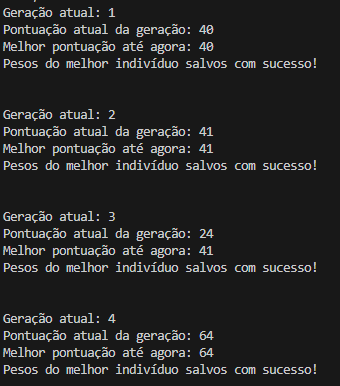 Geração atual: 1
Pontuação atual da geração: 40
Melhor pontuação até agora: 40
Pesos do melhor indivíduo salvos com sucesso!
Geração atual: 2
Pontuação atual da geração: 41
Melhor pontuação até agora: 41
Pesos do melhor indivíduo salvos com sucesso!
Geração atual: 3
Pontuação atual da geração: 24
Melhor pontuação até agora: 41
Pesos do melhor indivíduo salvos com sucesso!
Geração atual: 4
Pontuação atual da geração: 64
Melhor pontuação até agora: 64
Pesos do melhor indivíduo salvos com sucesso!